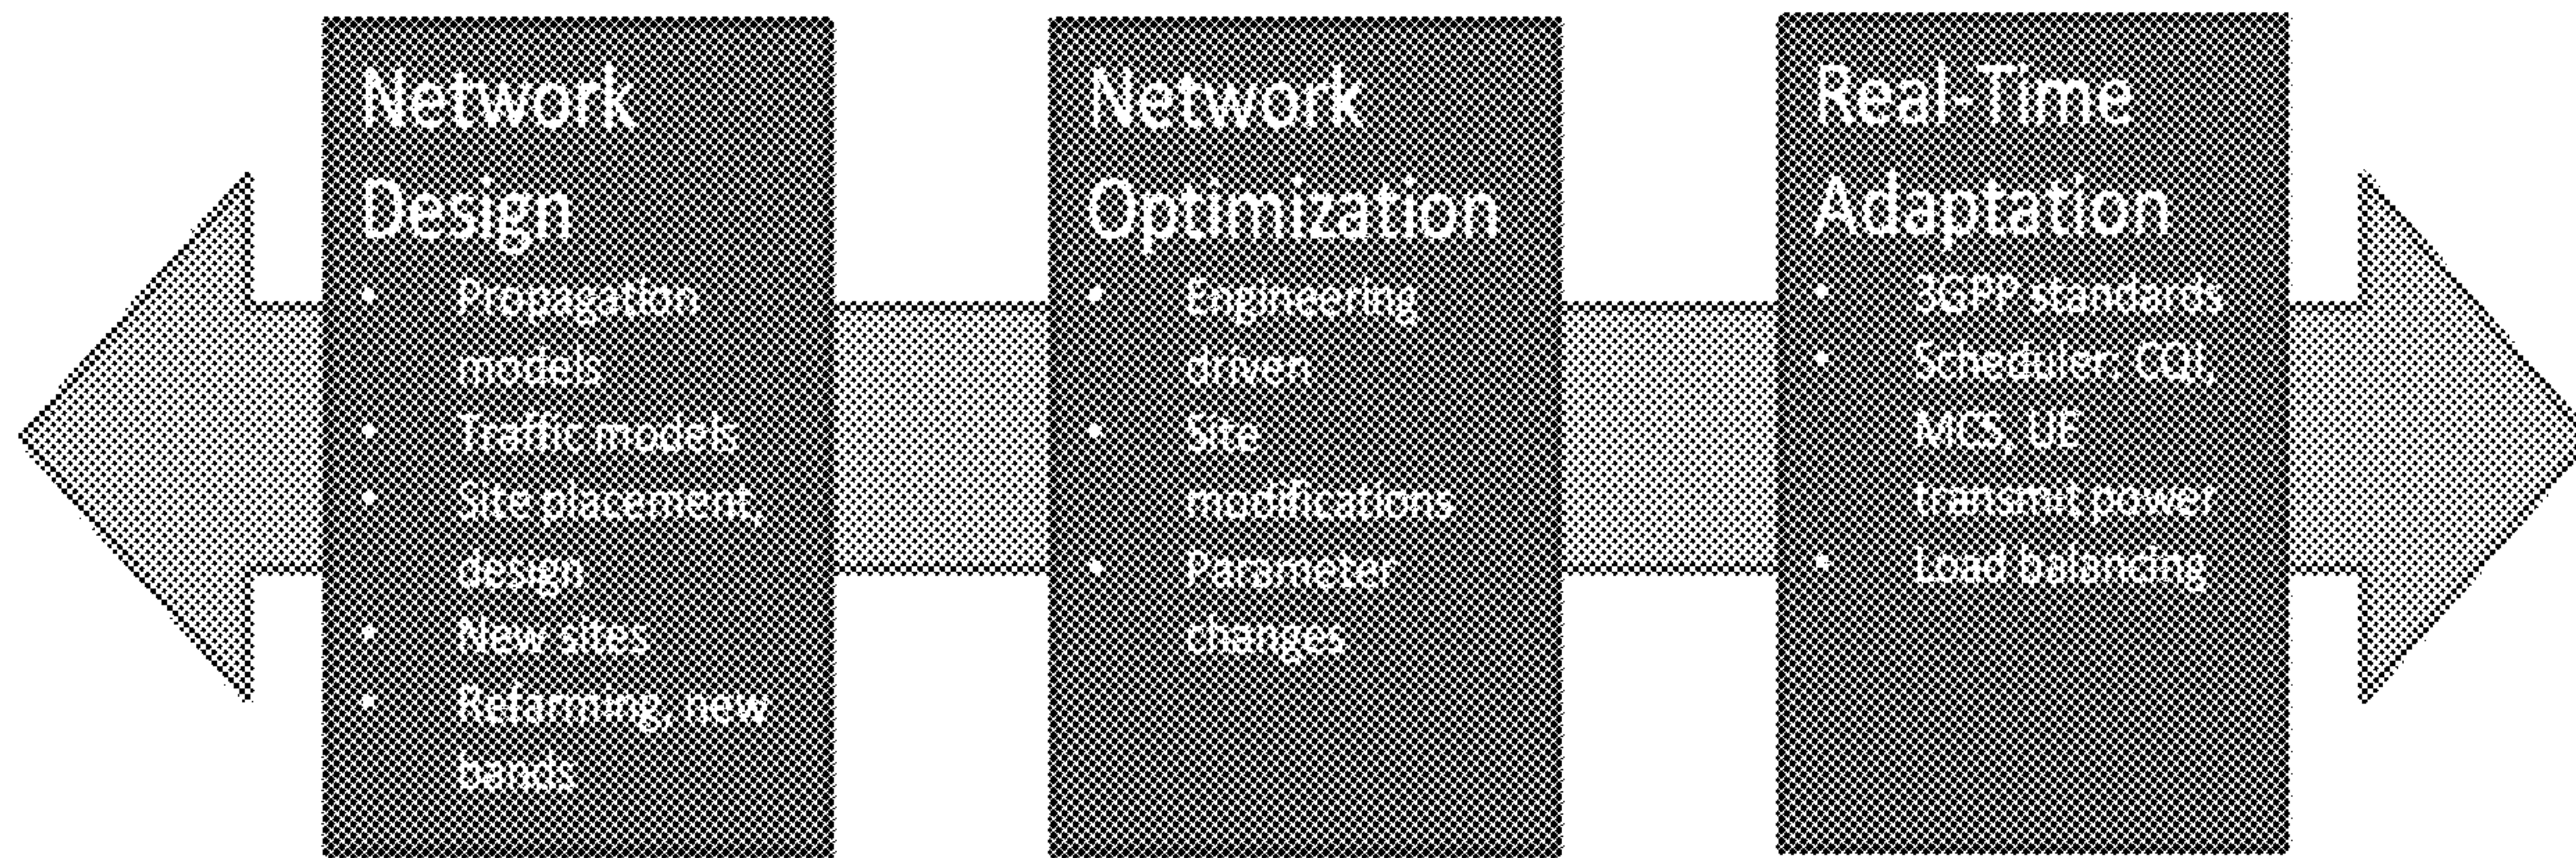 Network
Design
• Propagation
models
• Traffic models
• Site placement,
design
• New sites
• Refarming, new
bands
Network
Optimization
• Engineering
driven
• Site
modifications
• Parameter
changes
Real-Time
Adaptation
• 3GPP standards
• Scheduler: CQI,
MCS, UE
transmit power
• Load balancing